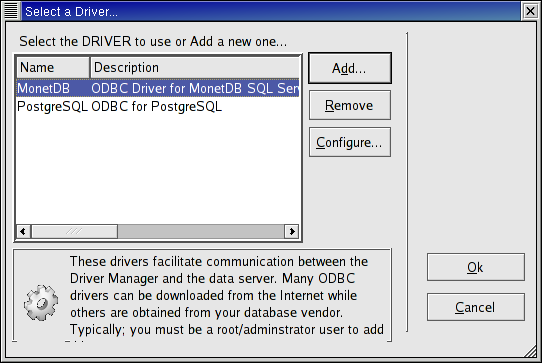 Select a Driver...
Select the DRIVER to use or Add a new one...
Name Description
MonetDB ODBC Driver for MonetDB SQL Serv
PostgreSQL ODBC for PostgreSQL
Add...
Remove
Configure...
These drivers facilitate communication between the
Driver Manager and the data server. Many ODBC
drivers can be downloaded from the Internet while
others are obtained from your database vendor.
Typically; you must be a root/adminstrator user to add
Ok
Cancel